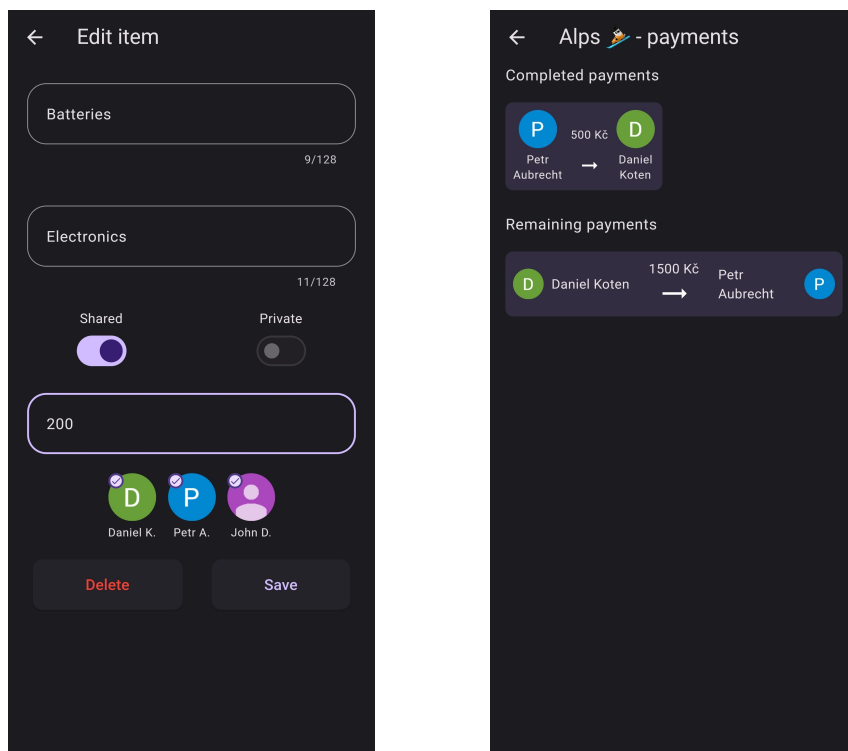 Edit item
Batteries
9/128
Electronics
11/128
Shared Private
200
D P
Daniel K. Petr A. John D.
Delete Save
Alps ⛷ - payments
Completed payments
P 500 Kč D
Petr Daniel
Aubrecht Koten
Remaining payments
1500 Kč
D Daniel Koten Petr
Aubrecht P